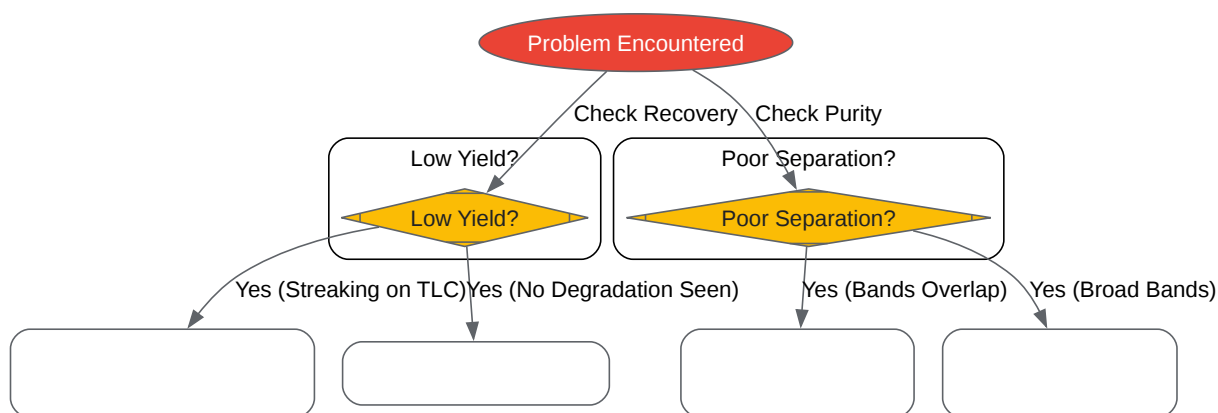 Problem Encountered
Check Recovery
Check Purity
Low Yield?
Poor Separation?
Low Yield?
Poor Separation?
Yes (Streaking on TLC)
Yes (No Degradation Seen)
Yes (Bands Overlap)
Yes (Broad Bands)